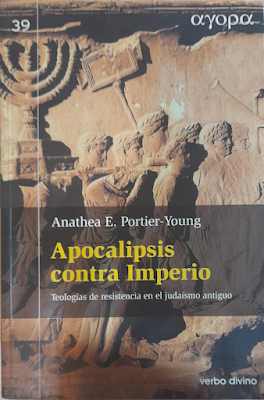 39
αγορα
Anathea E. Portier-Young
Apocalipsis
contra Imperio
Teologías de resistencia en el judaísmo antiguo
verbo divino